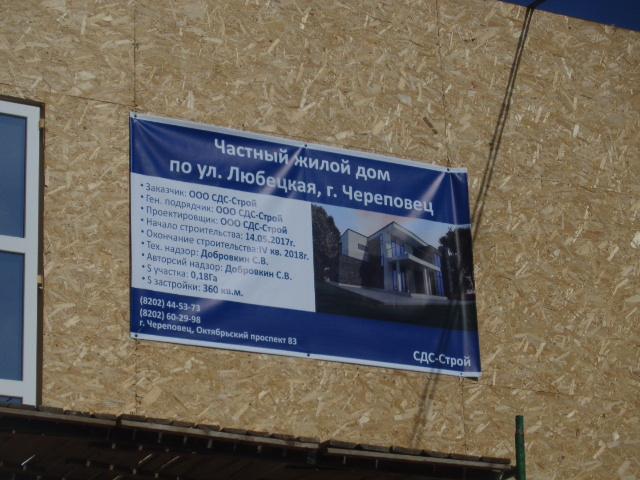 Частный жилой дом
по ул. Любецкая, г. Череповец
• Заказчик: ООО СДС-Строй
• Ген. подрядчик: ООО СДС-Строй
• Проектировщик: ООО СДС-Строй
• Начало строительства: 14.05.2017г.
• Окончание строительства:IV кв. 2018г.
• Тех. надзор: Добровкин С.В.
• Авторсий надзор: Добровкин С.В.
• S участка: 0,18Га
• S застройки: 360 кв.м.
(8202) 44-53-73
(8202) 60-29-98
г. Череповец, Октябрьский проспект 83
СДС-Строй